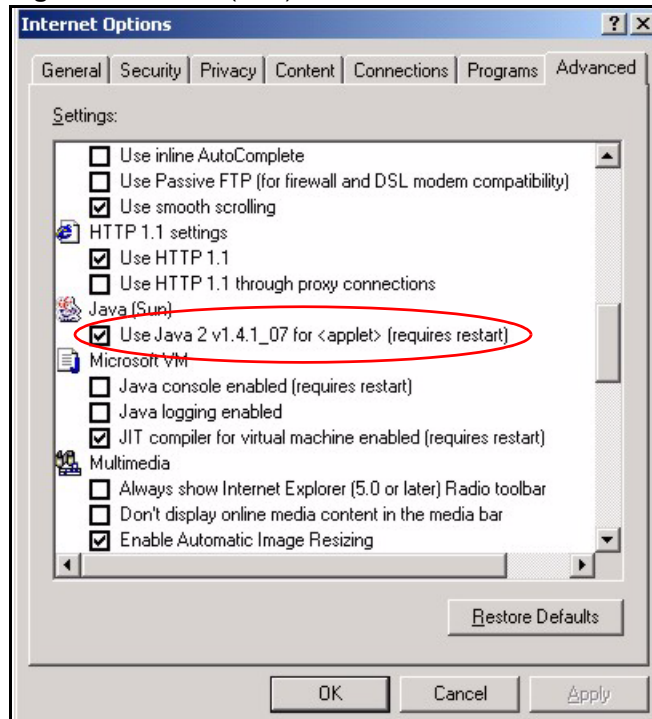 Internet Options
General Security Privacy Content Connections Programs Advanced
Settings:
Use inline AutoComplete
Use Passive FTP (for firewall and DSL modem compatibility)
Use smooth scrolling
HTTP 1.1 settings
Use HTTP 1.1
Use HTTP 1.1 through proxy connections
Java (Sun)
Use Java 2 v1.4.1_07 for <applet> (requires restart)
Microsoft VM
Java console enabled (requires restart)
Java logging enabled
JIT compiler for virtual machine enabled (requires restart)
Multimedia
Always show Internet Explorer (5.0 or later) Radio toolbar
Don't display online media content in the media bar
Enable Automatic Image Resizing
Restore Defaults
OK Cancel Apply